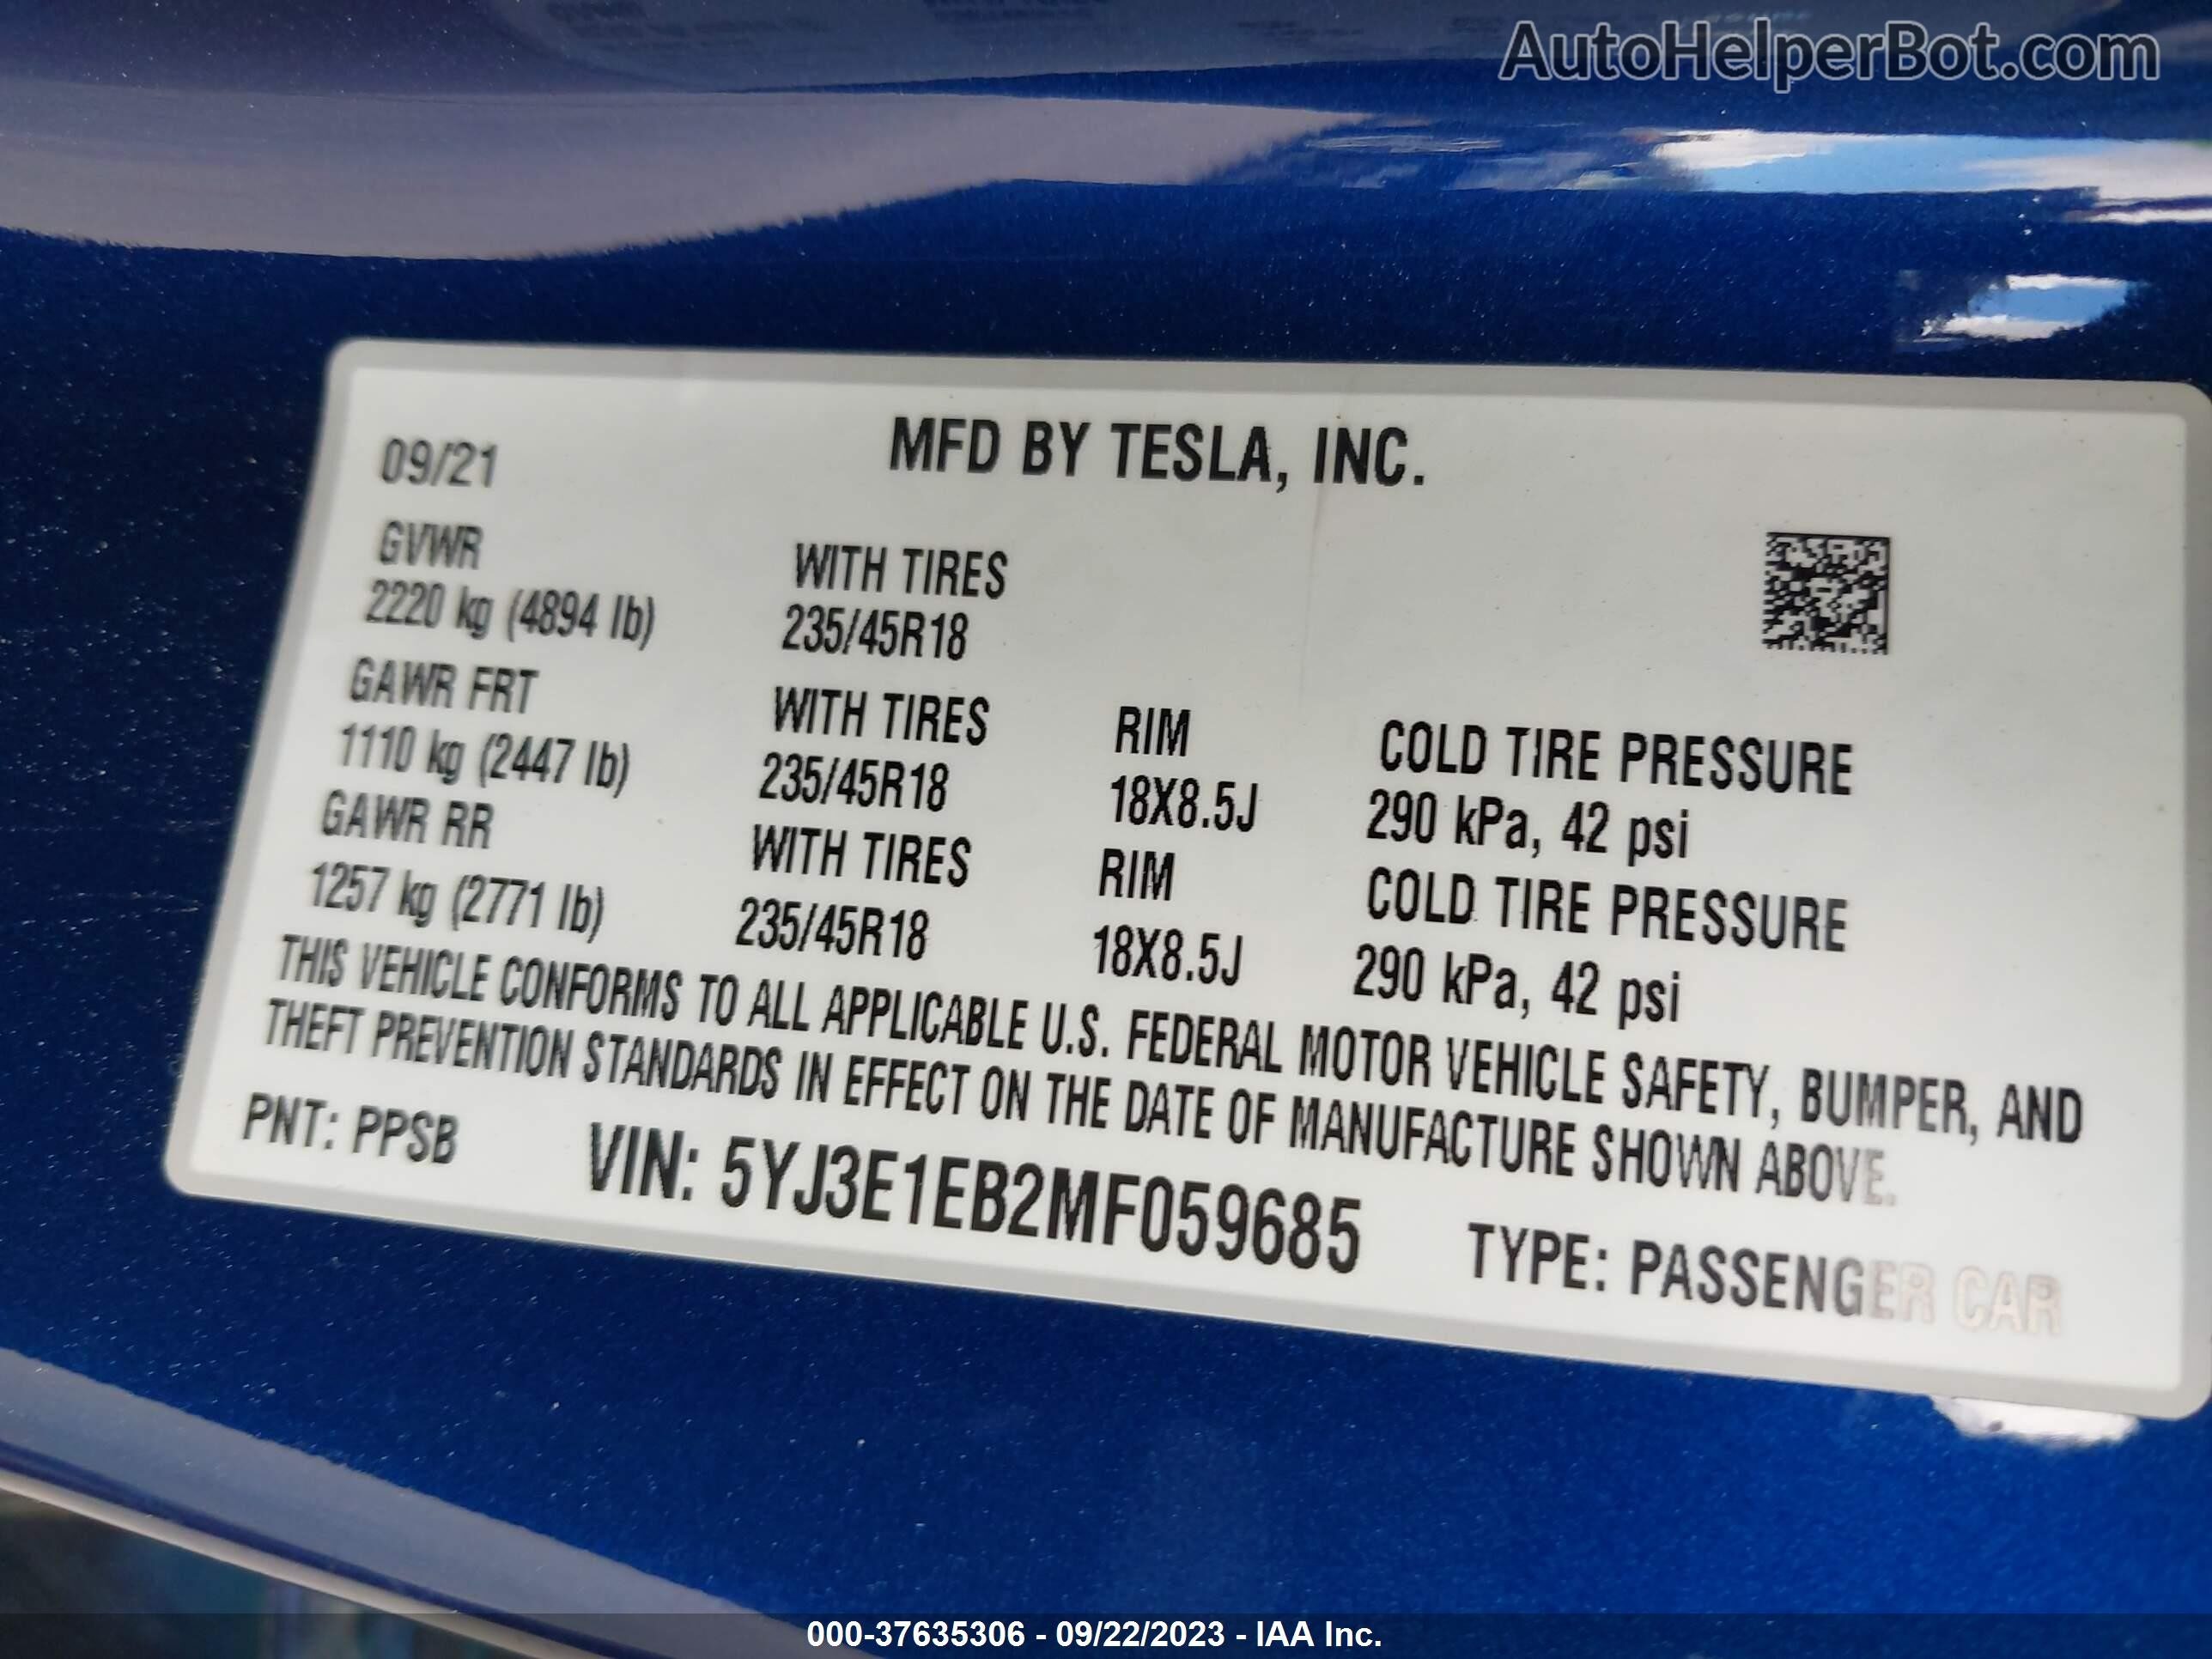 AutoHelperBot.com
09/21 MFD BY TESLA, INC.
GVWR WITH TIRES
2220 kg (4894 lb) 235/45R18
GAWR FRT WITH TIRES RIM COLD TIRE PRESSURE
1110 kg (2447 lb) 235/45R18 18X8.5J 290 kPa, 42 psi
GAWR RR WITH TIRES RIM COLD TIRE PRESSURE
1257 kg (2771 lb) 235/45R18 18X8.5J 290 kPa, 42 psi
THIS VEHICLE CONFORMS TO ALL APPLICABLE U.S. FEDERAL MOTOR VEHICLE SAFETY, BUMPER, AND
THEFT PREVENTION STANDARDS IN EFFECT ON THE DATE OF MANUFACTURE SHOWN ABOVE.
PNT: PPSB VIN: 5YJ3E1EB2MF059685 TYPE: PASSENGER CAR
000-37635306 - 09/22/2023 - IAA Inc.